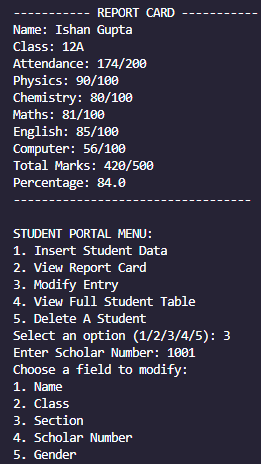 ----------- REPORT CARD -----------
Name: Ishan Gupta
Class: 12A
Attendance: 174/200
Physics: 90/100
Chemistry: 80/100
Maths: 81/100
English: 85/100
Computer: 56/100
Total Marks: 420/500
Percentage: 84.0
----------------------------------
STUDENT PORTAL MENU:
1. Insert Student Data
2. View Report Card
3. Modify Entry
4. View Full Student Table
5. Delete A Student
Select an option (1/2/3/4/5): 3
Enter Scholar Number: 1001
Choose a field to modify:
1. Name
2. Class
3. Section
4. Scholar Number
5. Gender